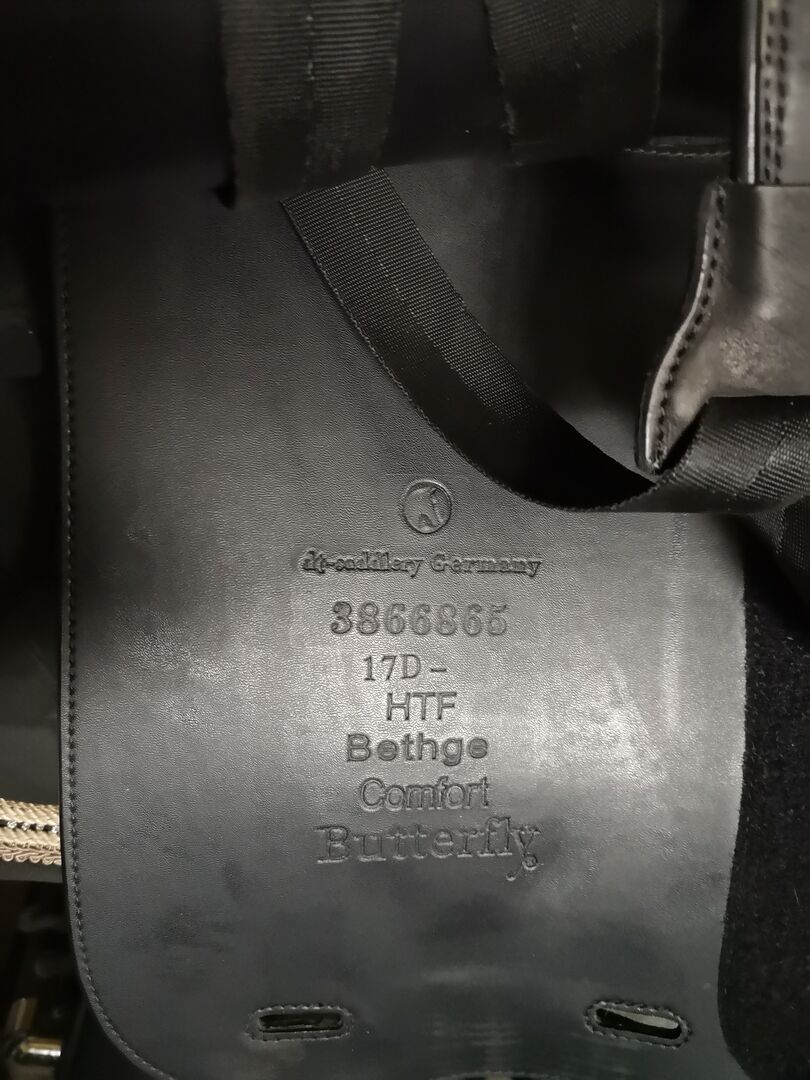 dt-saddlery Germany
3866865
17D-
HTF
Bethge
Comfort
Butterfly